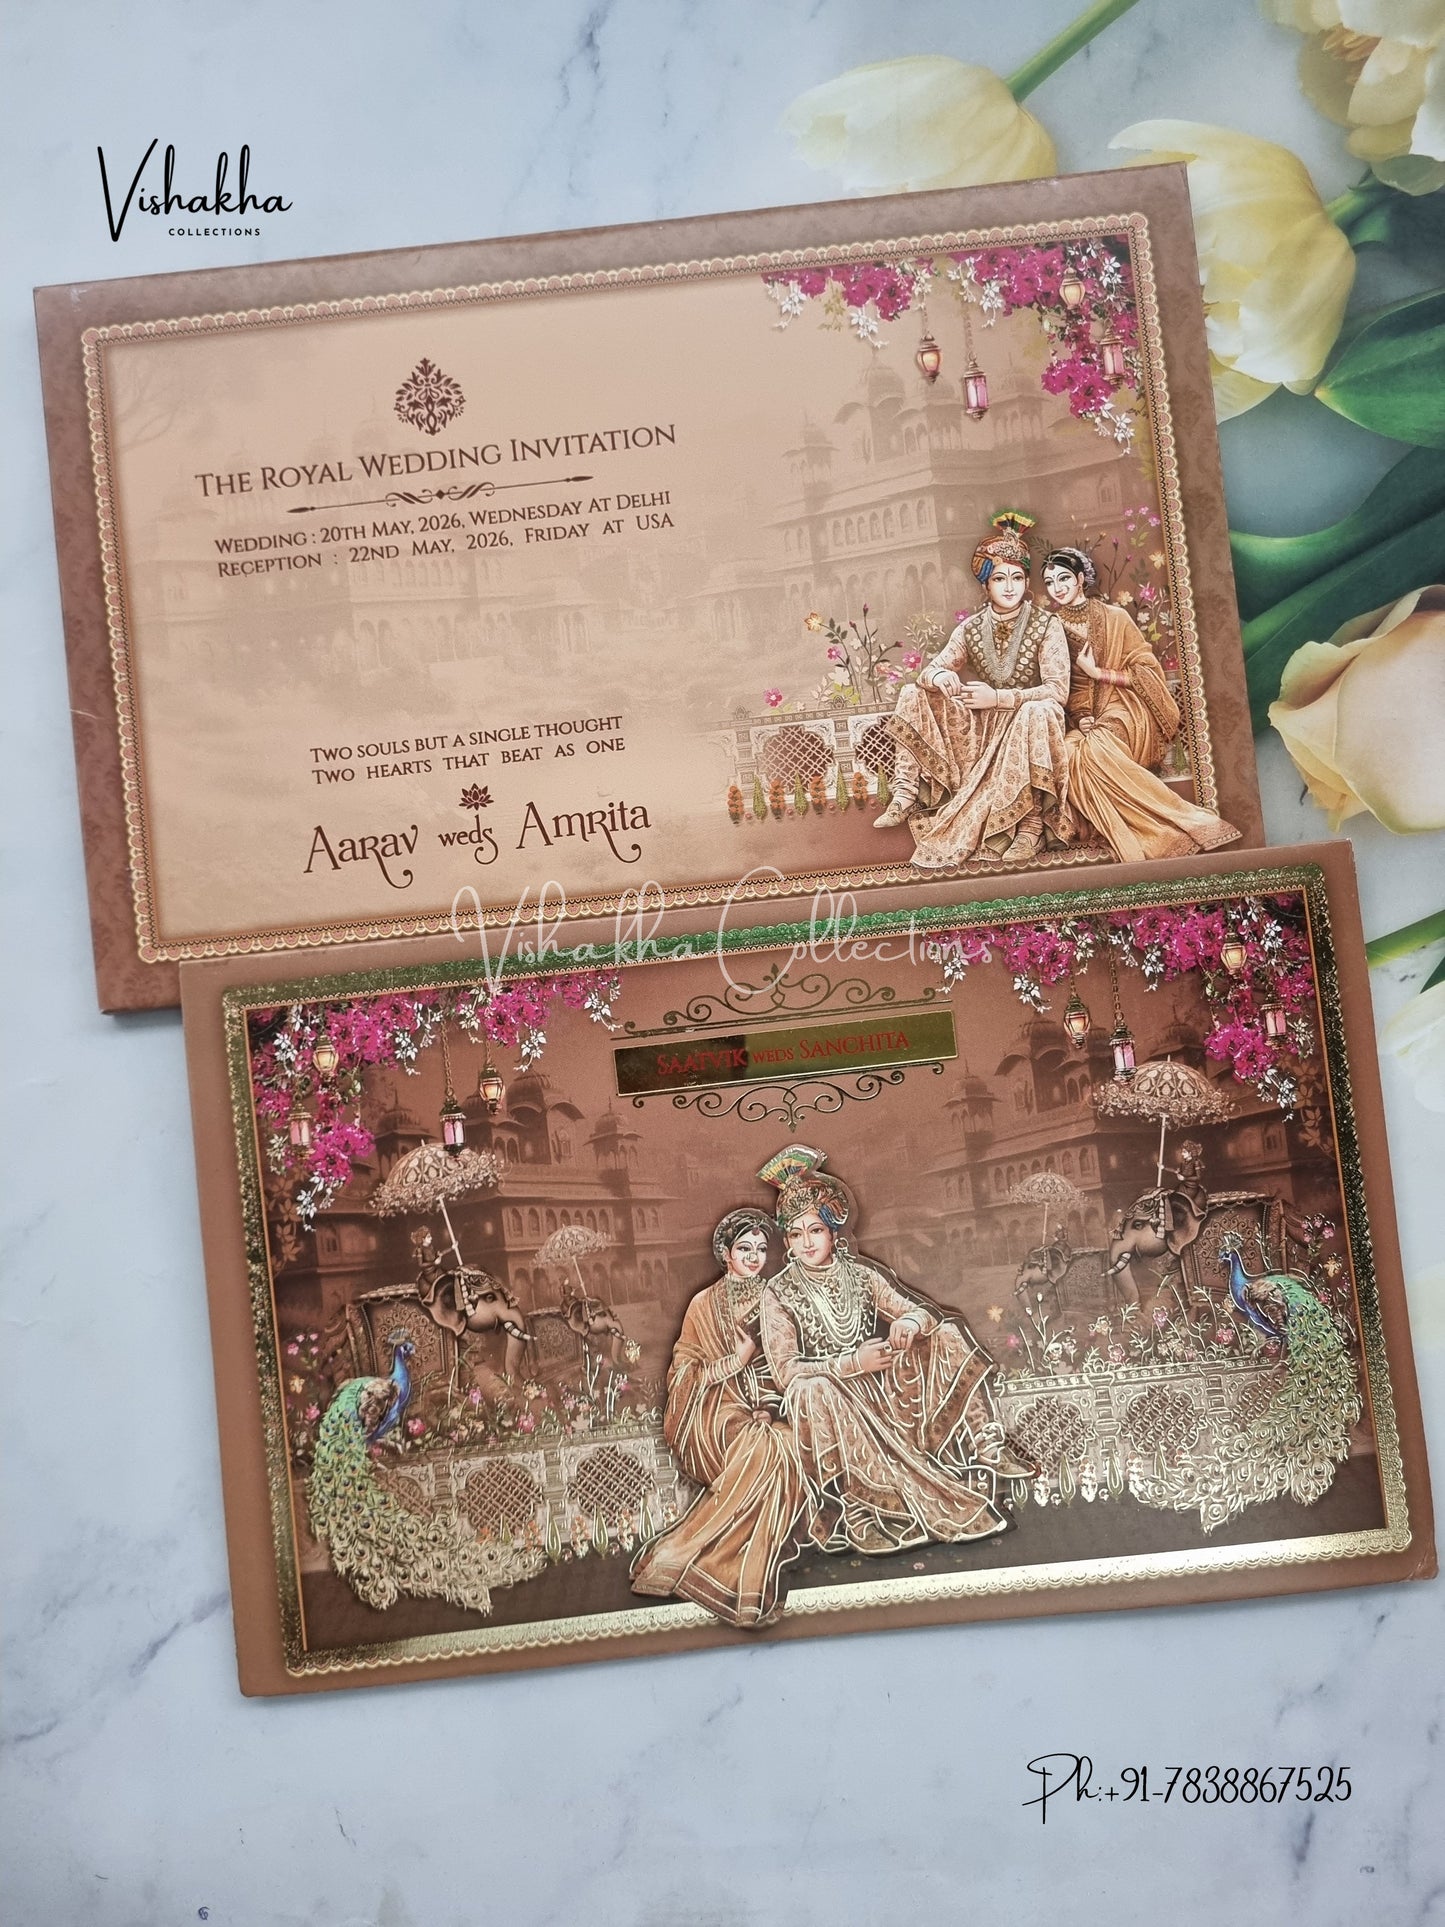 Vishakha
COLLECTIONS
THE ROYAL WEDDING INVITATION
WEDDING : 20TH MAY, 2026, WEDNESDAY AT DELHI
RECEPTION : 22ND MAY, 2026, FRIDAY AT USA
TWO SOULS BUT A SINGLE THOUGHT
TWO HEARTS THAT BEAT AS ONE
Aarav weds Amrita
Vishakha Collections
SAATVIK WEDS SANCHITA
Ph:+91-7838867525